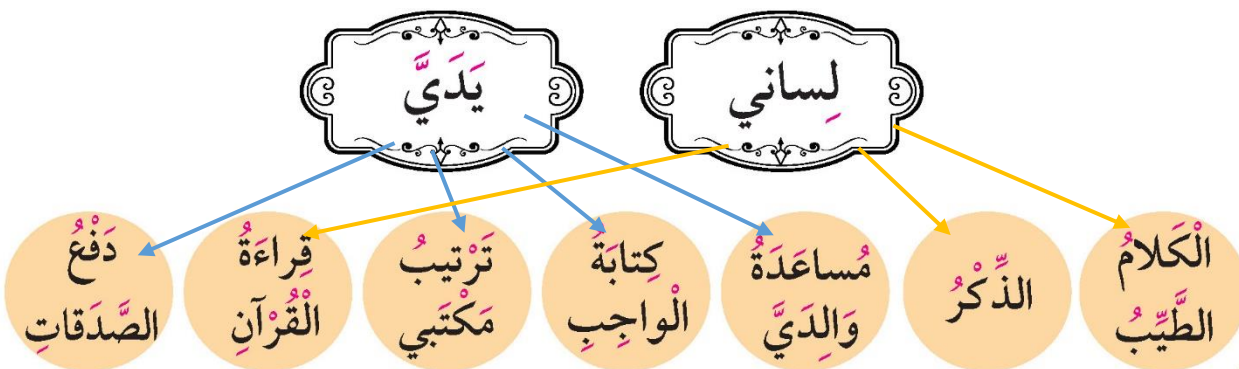 لِساني
يَدَيَّ
الْكَلامُ
الطَّيِّبُ
الذِّكْرُ
مُساعَدَةُ
وَالِدَيَّ
كِتابَةُ
الْواجِبِ
تَرْتيبُ
مَكْتَبي
قِراءَةُ
الْقُرْآنِ
دَفْعُ
الصَّدَقاتِ